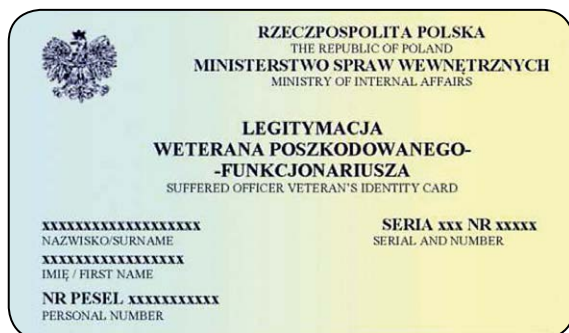 RZECZPOSPOLITA POLSKA
THE REPUBLIC OF POLAND
MINISTERSTWO SPRAW WEWNĘTRZNYCH
MINISTRY OF INTERNAL AFFAIRS
LEGITYMACJA
WETERANA POSZKODOWANEGO-
-FUNKCJONARIUSZA
SUFFERED OFFICER VETERAN'S IDENTITY CARD
xxxxxxxxxxxxxxxxxxx SERIA xxx NR xxxxx
NAZWISKO/SURNAME SERIAL AND NUMBER
xxxxxxxxxxxxxxxxx
IMIĘ / FIRST NAME
NR PESEL xxxxxxxxxxx
PERSONAL NUMBER